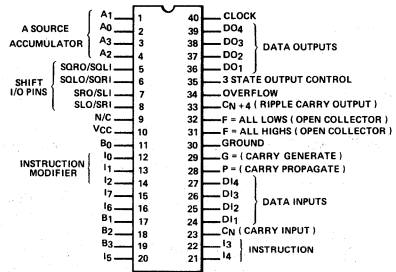 A1 1 40 CLOCK
A SOURCE A0 2 39 DO4
ACCUMULATOR A3 3 38 DO3 DATA OUTPUTS
A2 4 37 DO2
SQRO/SQLI 5 36 DO1
SHIFT SQLO/SQRI 6 35 3 STATE OUTPUT CONTROL
I/O PINS SRO/SLI 7 34 OVERFLOW
SLO/SRI 8 33 CN +4 ( RIPPLE CARRY OUTPUT )
N/C 9 32 F = ALL LOWS ( OPEN COLLECTOR )
VCC 10 31 F = ALL HIGHS ( OPEN COLLECTOR )
B0 11 30 GROUND
I0 12 29 G = ( CARRY GENERATE )
INSTRUCTION I1 13 28 P = ( CARRY PROPAGATE )
MODIFIER I2 14 27 DI4
I7 15 26 DI3 DATA INPUTS
I6 16 25 DI2
B1 17 24 DI1
B2 18 23 CN ( CARRY INPUT )
B3 19 22 I3 INSTRUCTION
I5 20 21 I4